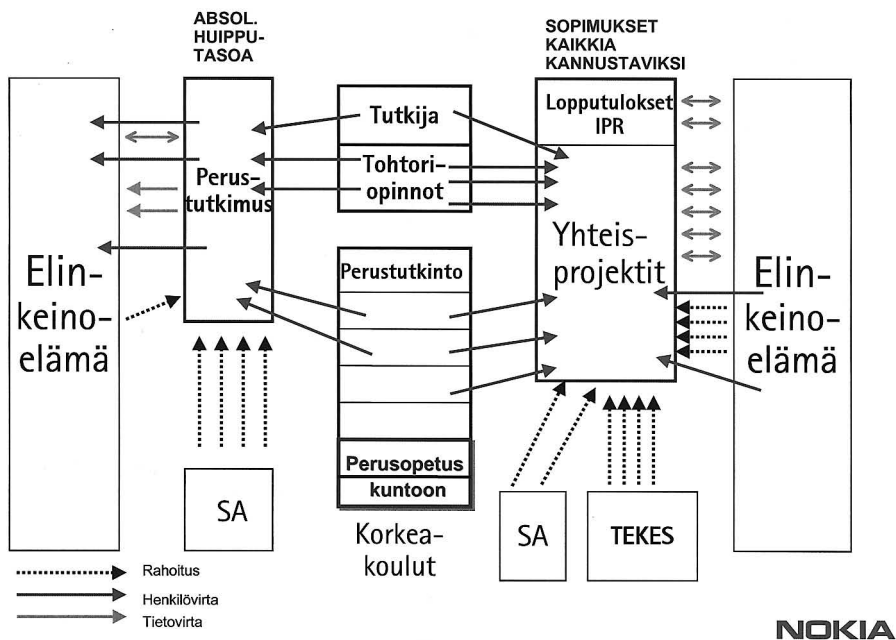 ABSOL.
HUIPPU-
TASOA
SOPIMUKSET
KAIKKIA
KANNUSTAVIKSI
Elin-
keino-
elämä
Perus-
tutkimus
Tutkija
Tohtori-
opinnot
Perustutkinto
Perusopetus
kuntoon
Korkea-
koulut
Lopputulokset
IPR
Yhteis-
projektit
Elin-
keino-
elämä
SA
SA
TEKES
Rahoitus
Henkilövirta
Tietovirta
NOKIA